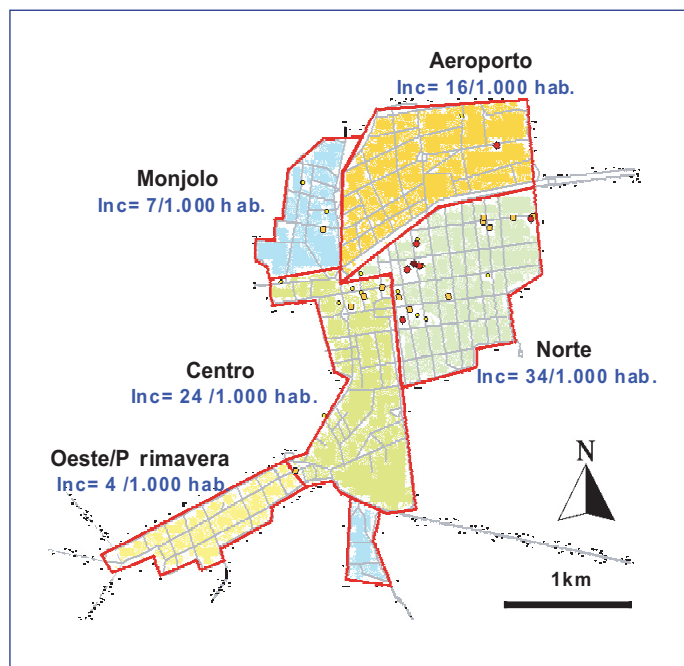 Aeroporto
Inc= 16/1.000 hab.
Monjolo
Inc= 7/1.000 h ab.
Centro
Inc= 24 /1.000 hab.
Norte
Inc= 34/1.000 hab.
Oeste/P rimavera
Inc= 4 /1.000 hab
N
1km